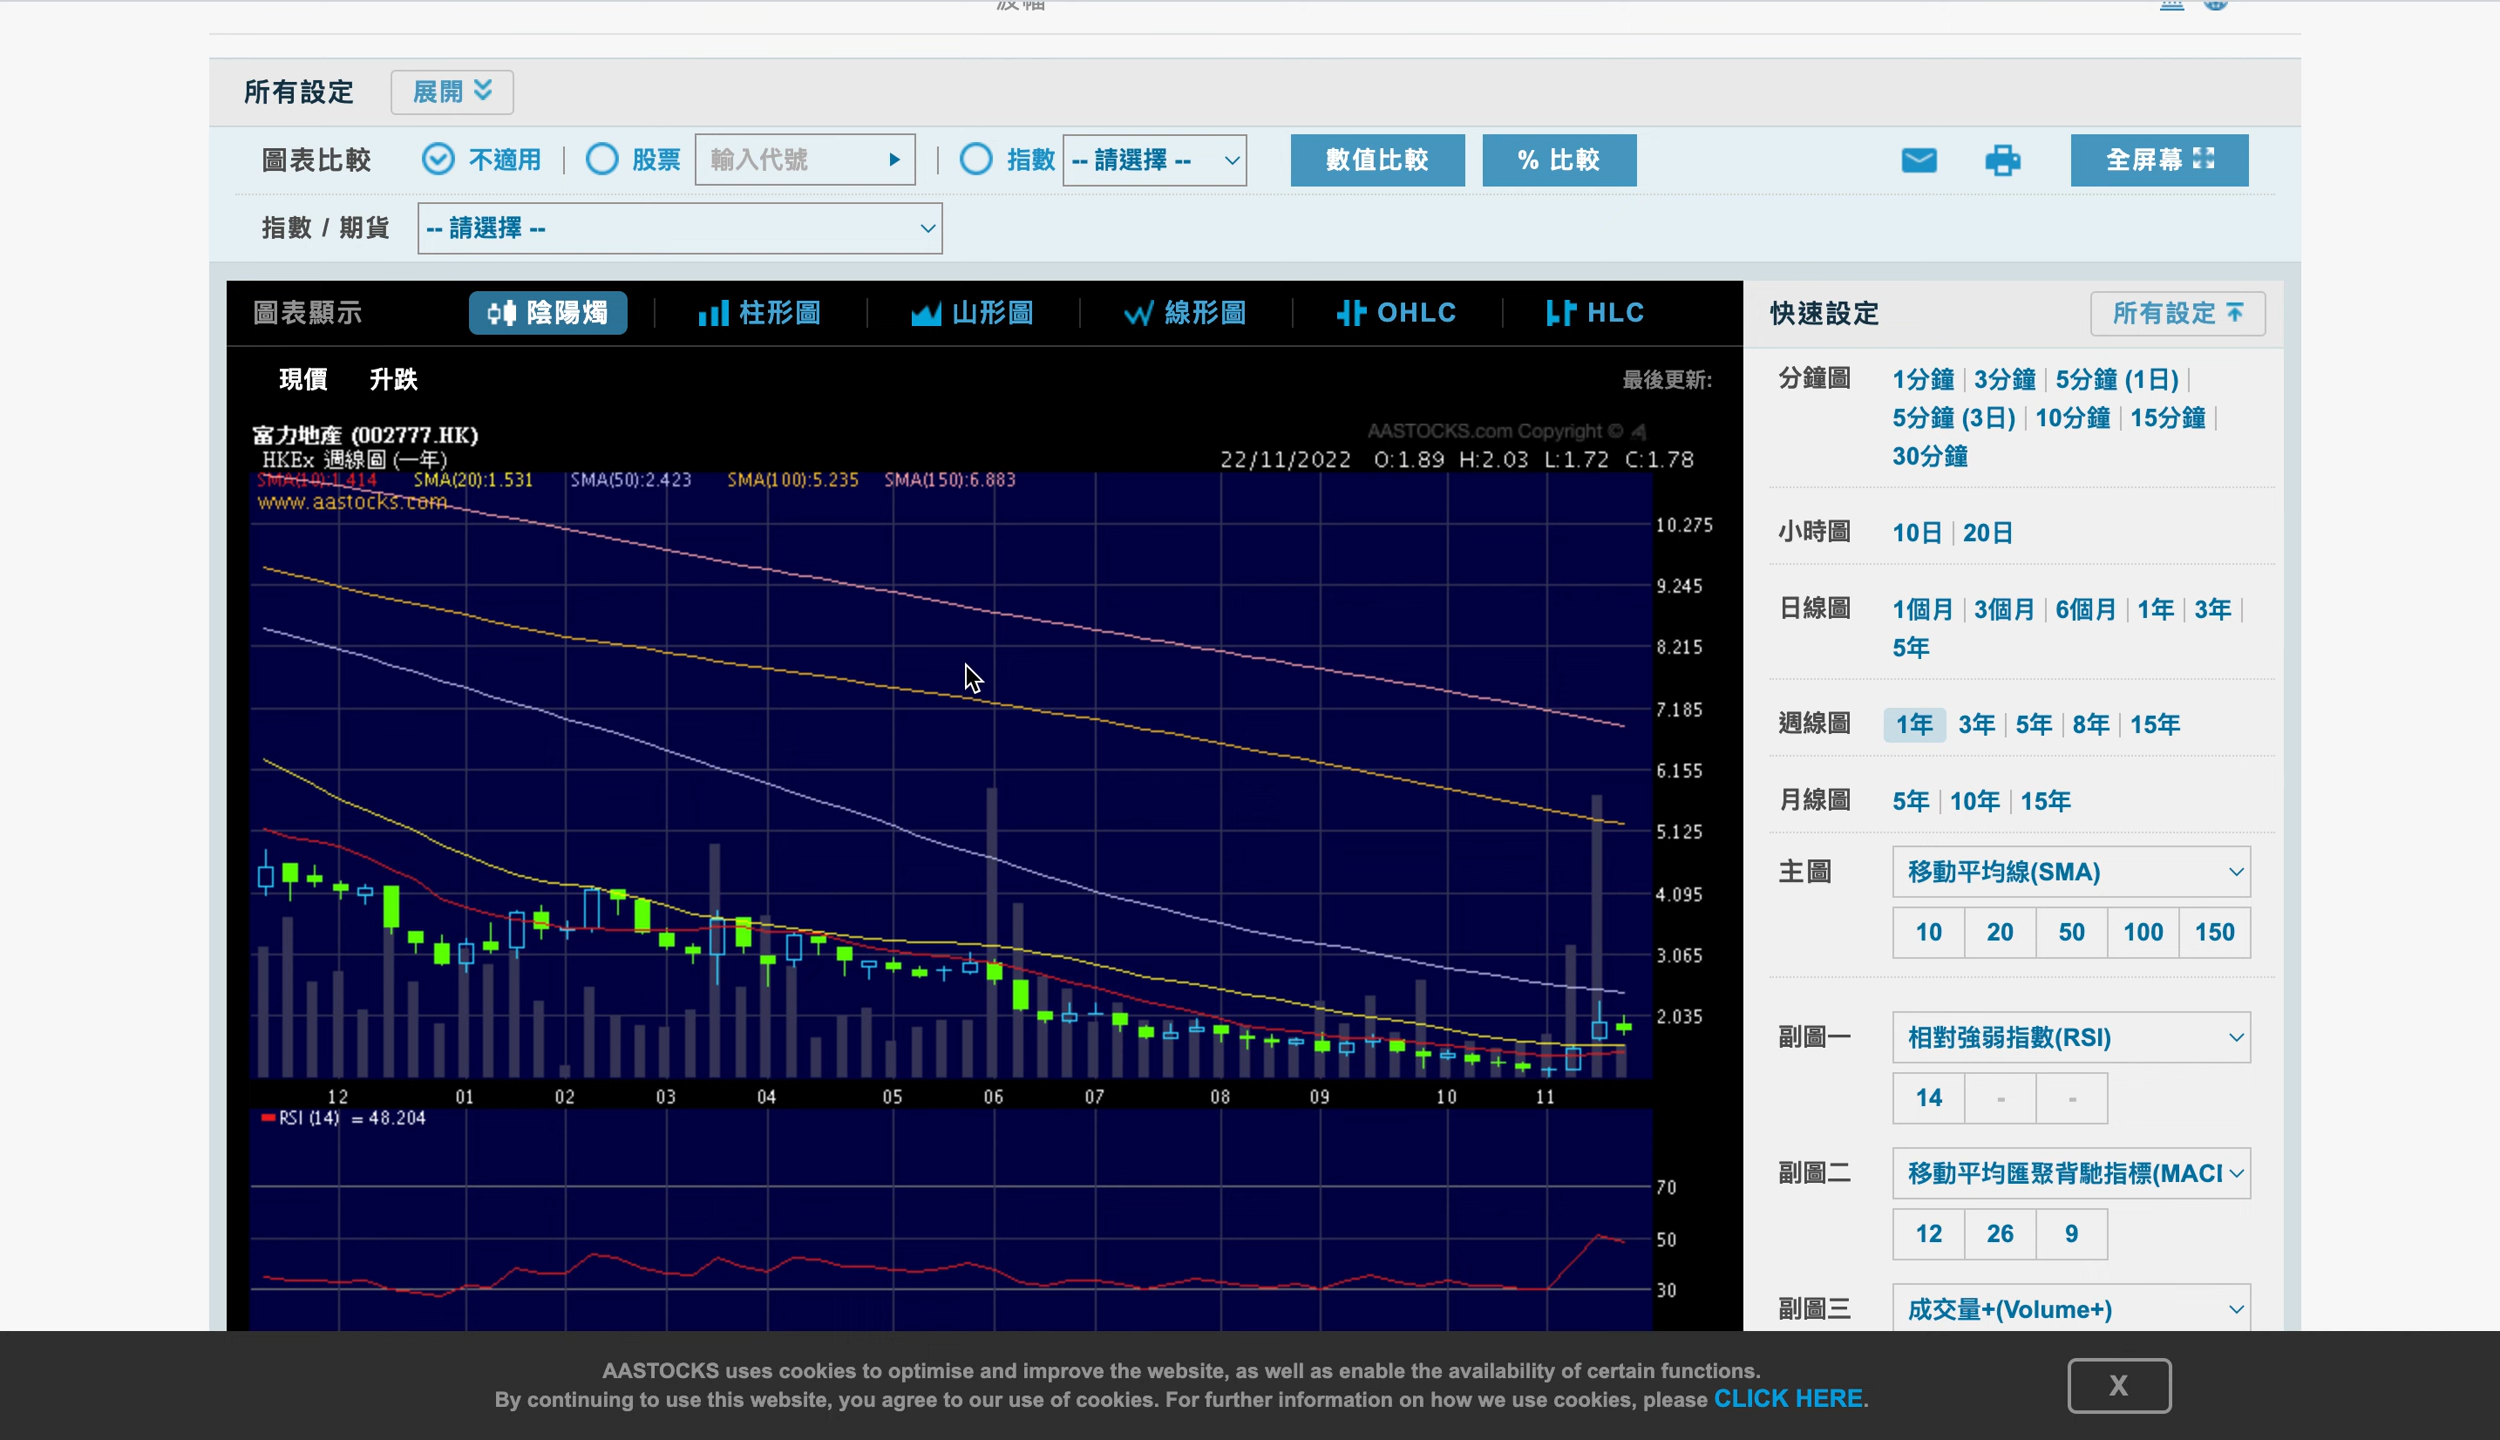 波幅
所有設定 展開
圖表比較 不適用 | 股票 輸入代號 | 指數 -- 請選擇 -- 數值比較 % 比較 全屏幕
指數 / 期貨 -- 請選擇 --
圖表顯示 陰陽燭 柱形圖 山形圖 線形圖 OHLC HLC
現價 升跌 最後更新:
富力地產 (002777.HK) AASTOCKS.com Copyright ©
HKEx 週線圖 (一年) 22/11/2022 O:1.89 H:2.03 L:1.72 C:1.78
SMA(10):1.414 SMA(20):1.531 SMA(50):2.423 SMA(100):5.235 SMA(150):6.883
www.aastocks.com
10.275
9.245
8.215
7.185
6.155
5.125
4.095
3.065
2.035
12 01 02 03 04 05 06 07 08 09 10 11
RSI (14) = 48.204
70
50
30
快速設定 所有設定
分鐘圖 1分鐘 | 3分鐘 | 5分鐘 (1日) |
5分鐘 (3日) | 10分鐘 | 15分鐘 |
30分鐘
小時圖 10日 | 20日
日線圖 1個月 | 3個月 | 6個月 | 1年 | 3年 |
5年
週線圖 1年 3年 | 5年 | 8年 | 15年
月線圖 5年 | 10年 | 15年
主圖 移動平均線(SMA)
10 20 50 100 150
副圖一 相對強弱指數(RSI)
14 - -
副圖二 移動平均匯聚背馳指標(MAC
12 26 9
副圖三 成交量+(Volume+)
AASTOCKS uses cookies to optimise and improve the website, as well as enable the availability of certain functions.
By continuing to use this website, you agree to our use of cookies. For further information on how we use cookies, please CLICK HERE.
X